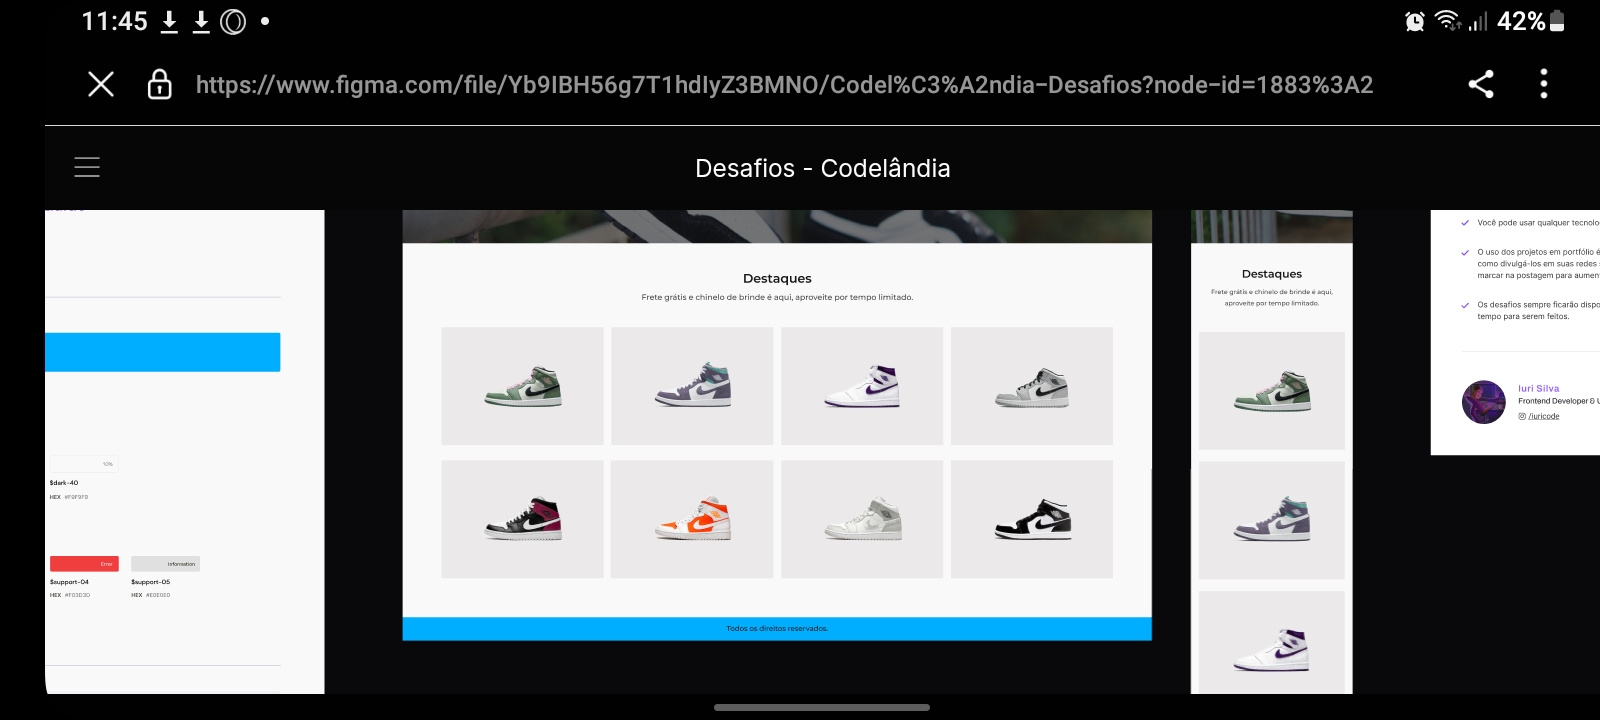 11:45
42%
https://www.figma.com/file/Yb9IBH56g7T1hdIyZ3BMNO/Codel%C3%A2ndia-Desafios?node-id=1883%3A2
Desafios - Codelândia
10%
$dark-40
HEX #F9F9FB
Error
Information
$support-04
$support-05
HEX #F03D3D
HEX #E0E0E0
Destaques
Frete grátis e chinelo de brinde é aqui, aproveite por tempo limitado.
Todos os direitos reservados.
Destaques
Frete grátis e chinelo de brinde é aqui,
aproveite por tempo limitado.
Você pode usar qualquer tecnolo
O uso dos projetos em portfólio é
como divulgá-los em suas redes s
marcar na postagem para aumen
Os desafios sempre ficarão dispo
tempo para serem feitos.
Iuri Silva
Frontend Developer & U
/iuricode